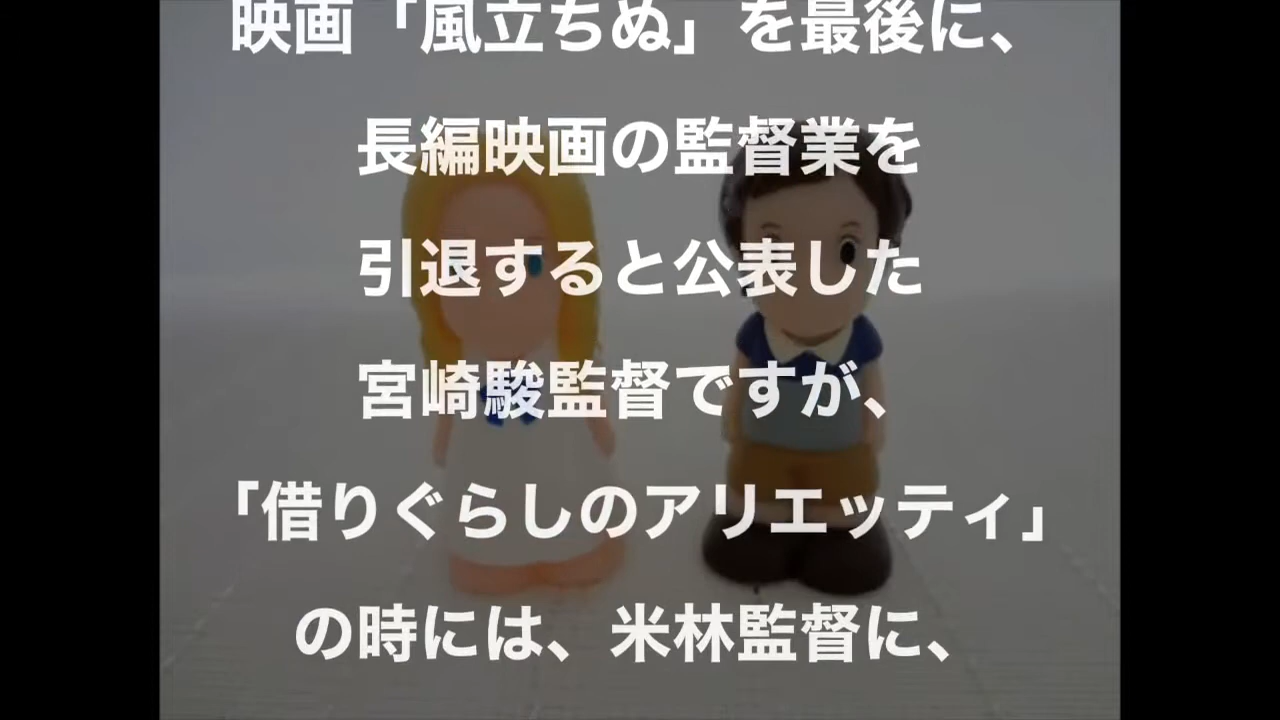 映画「風立ちぬ」を最後に、
長編映画の監督業を
引退すると公表した
宮崎駿監督ですが、
「借りぐらしのアリエッティ」
の時には、米林監督に、